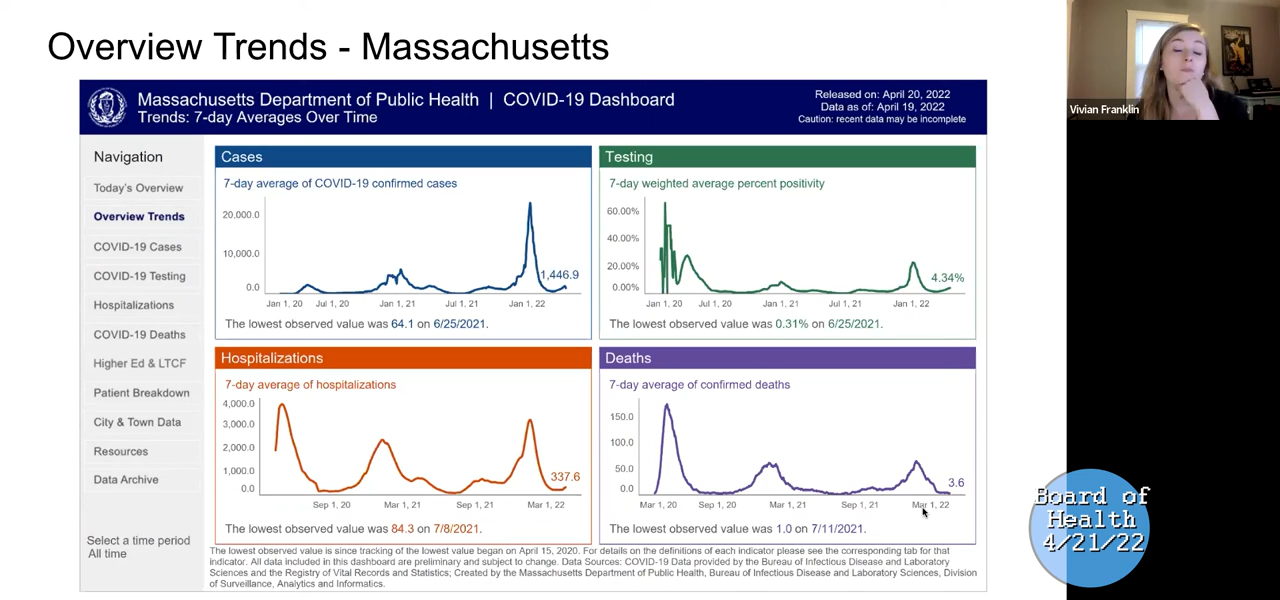 Overview Trends - Massachusetts
Massachusetts Department of Public Health | COVID-19 Dashboard
Trends: 7-day Averages Over Time
Released on: April 20, 2022
Data as of: April 19, 2022
Caution: recent data may be incomplete
Vivian Franklin
Navigation
Today's Overview
Overview Trends
COVID-19 Cases
COVID-19 Testing
Hospitalizations
COVID-19 Deaths
Higher Ed & LTCF
Patient Breakdown
City & Town Data
Resources
Data Archive
Select a time period
All time
Cases
7-day average of COVID-19 confirmed cases
20,000.0
10,000.0
0.0
1,446.9
Jan 1, 20 Jul 1, 20 Jan 1, 21 Jul 1, 21 Jan 1, 22
The lowest observed value was 64.1 on 6/25/2021.
Testing
7-day weighted average percent positivity
60.00%
40.00%
20.00%
0.00%
4.34%
Jan 1, 20 Jul 1, 20 Jan 1, 21 Jul 1, 21 Jan 1, 22
The lowest observed value was 0.31% on 6/25/2021.
Hospitalizations
7-day average of hospitalizations
4,000.0
3,000.0
2,000.0
1,000.0
0.0
337.6
Sep 1, 20 Mar 1, 21 Sep 1, 21 Mar 1, 22
The lowest observed value was 84.3 on 7/8/2021.
Deaths
7-day average of confirmed deaths
150.0
100.0
50.0
0.0
3.6
Mar 1, 20 Sep 1, 20 Mar 1, 21 Sep 1, 21 Mar 1, 22
The lowest observed value was 1.0 on 7/11/2021.
The lowest observed value is since tracking of the lowest value began on April 15, 2020. For details on the definitions of each indicator please see the corresponding tab for that
indicator. All data included in this dashboard are preliminary and subject to change. Data Sources: COVID-19 Data provided by the Bureau of Infectious Disease and Laboratory
Sciences and the Registry of Vital Records and Statistics; Created by the Massachusetts Department of Public Health, Bureau of Infectious Disease and Laboratory Sciences, Division
of Surveillance, Analytics and Informatics.
Board of
Health
4/21/22